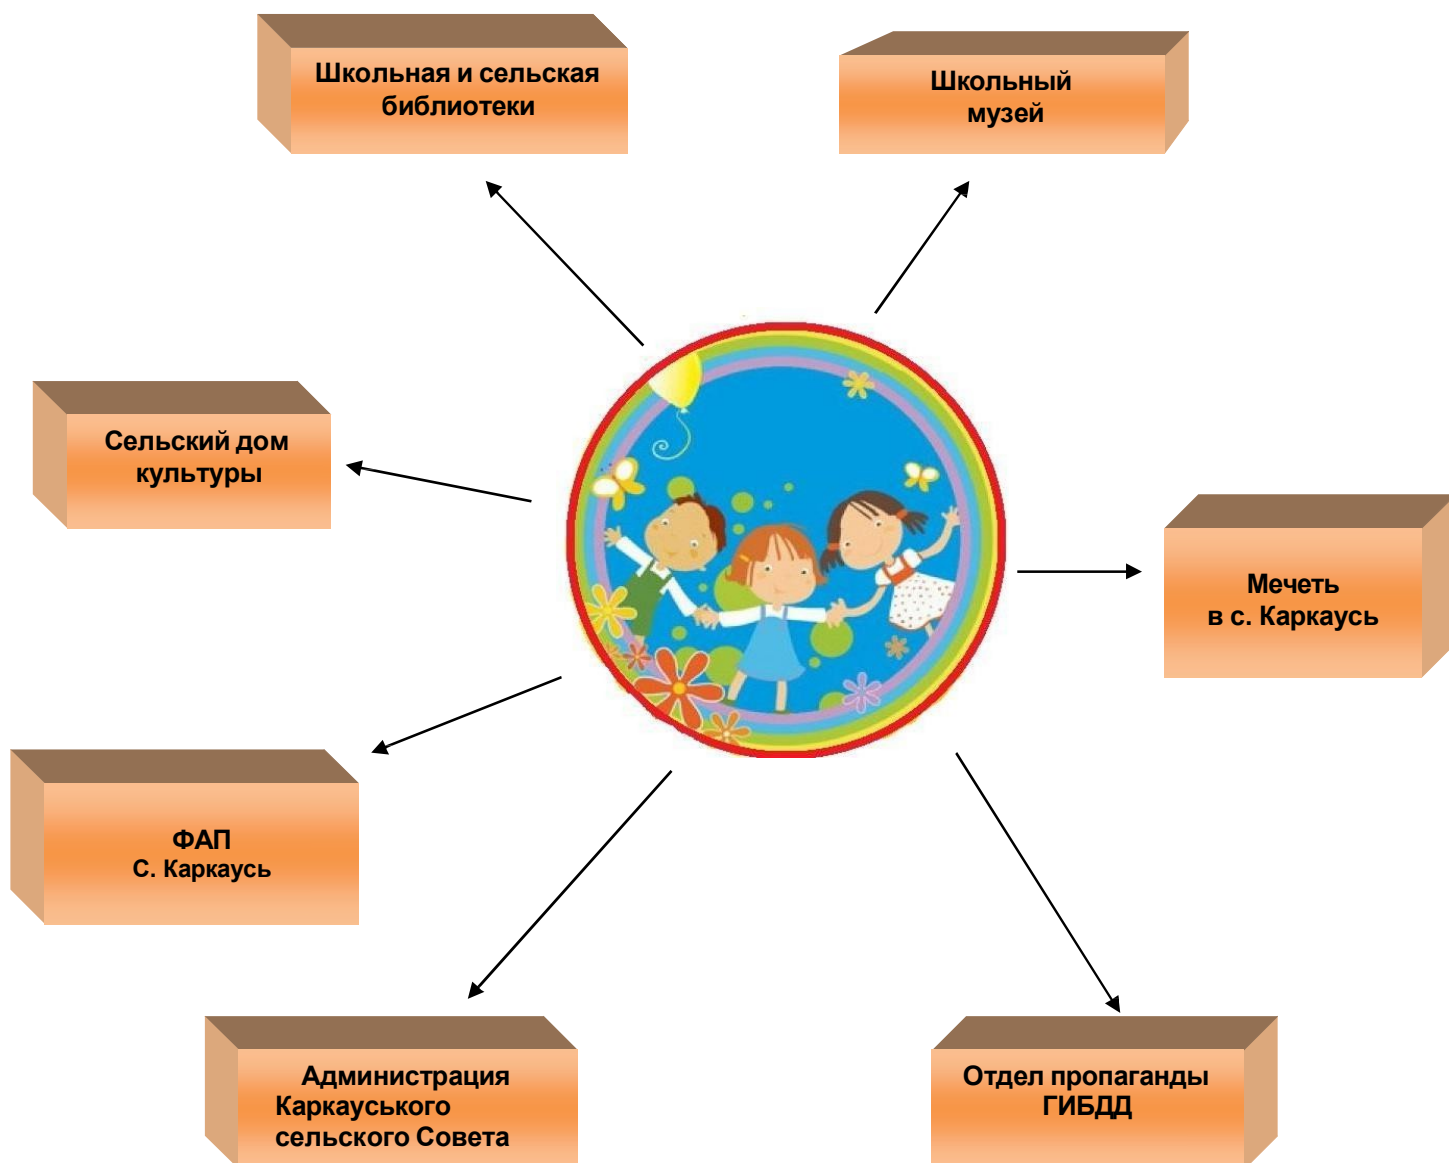 Школьная и сельская
библиотеки
Школьный
музей
Сельский дом
культуры
Мечеть
в с. Каркаусь
ФАП
С. Каркаусь
Администрация
Каркауського
сельского Совета
Отдел пропаганды
ГИБДД